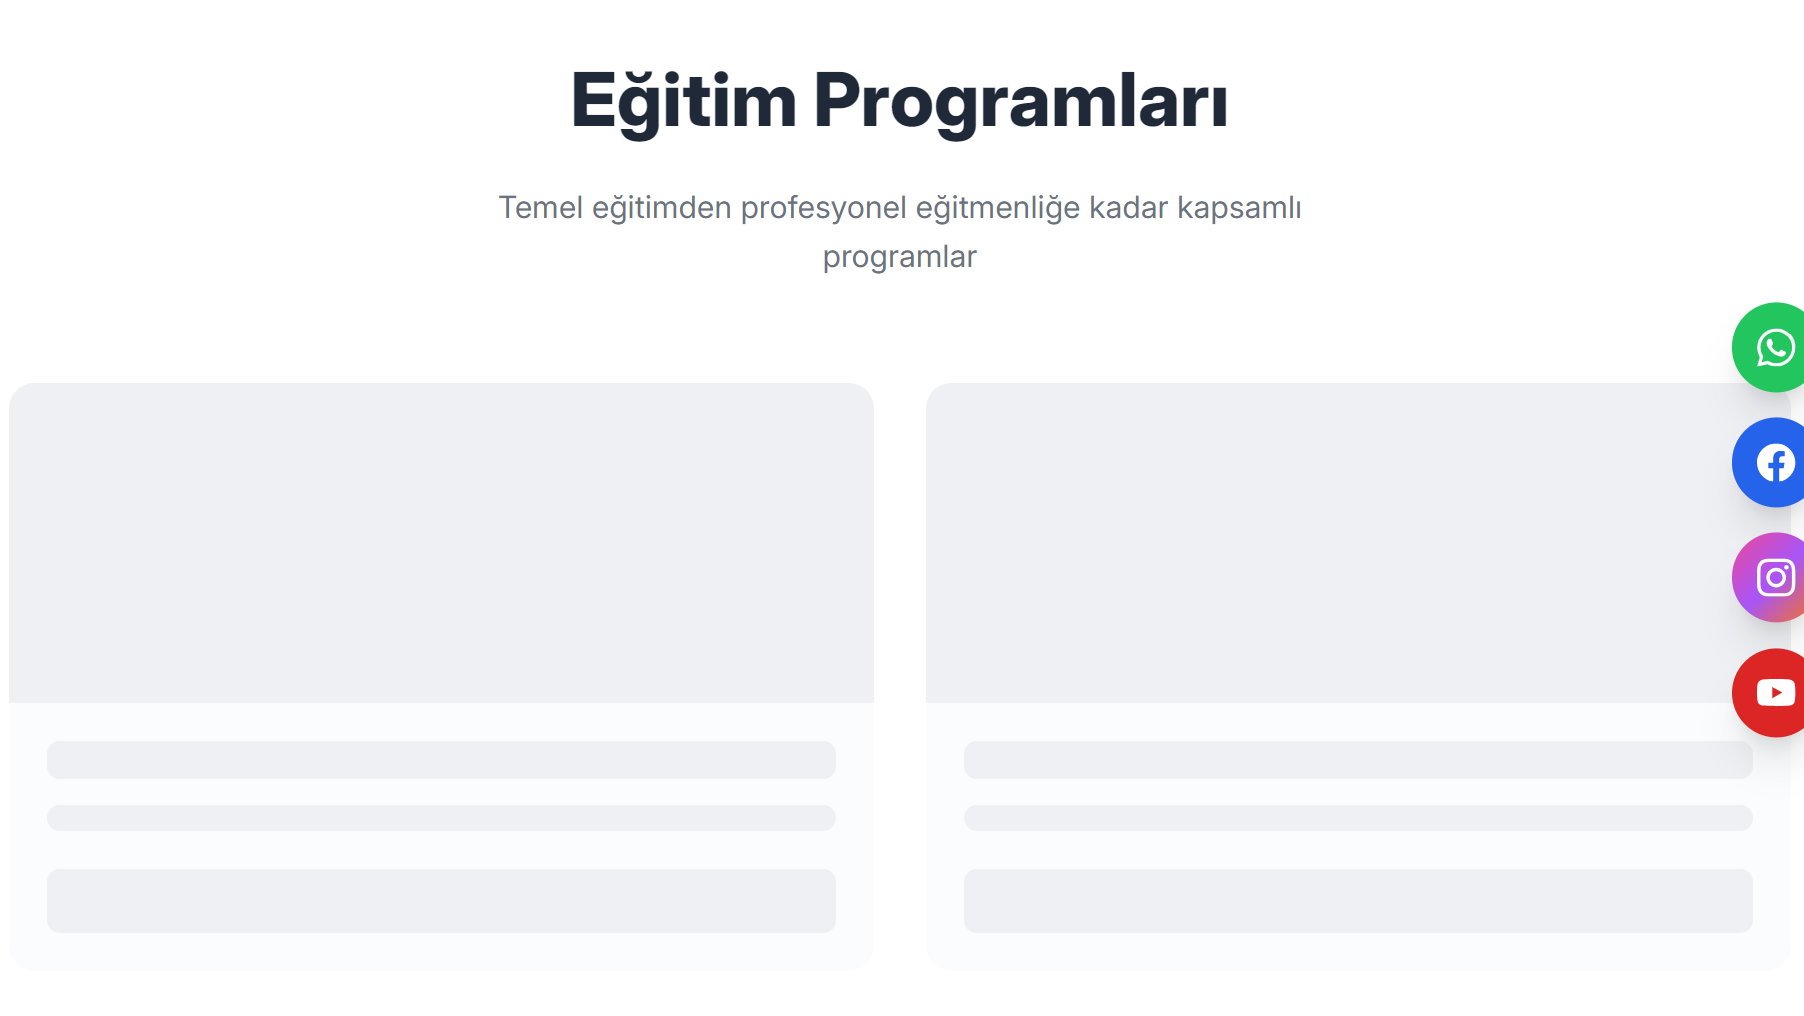 Eğitim Programları
Temel eğitimden profesyonel eğitmenliğe kadar kapsamlı
programlar